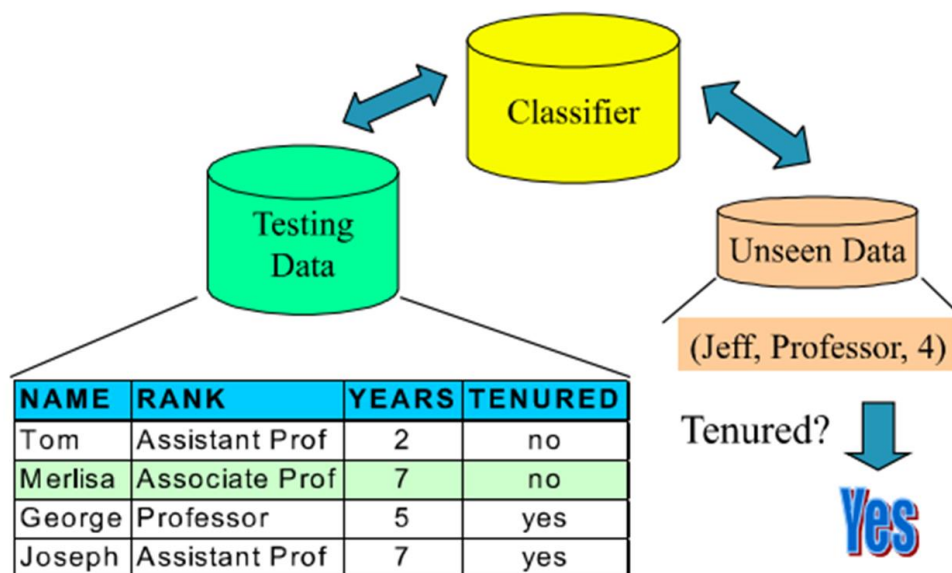 Classifier
Testing
Data
Unseen Data
(Jeff, Professor, 4)
NAME RANK YEARS TENURED
Tom Assistant Prof 2 no
Merlisa Associate Prof 7 no
George Professor 5 yes
Joseph Assistant Prof 7 yes
Tenured?
Yes